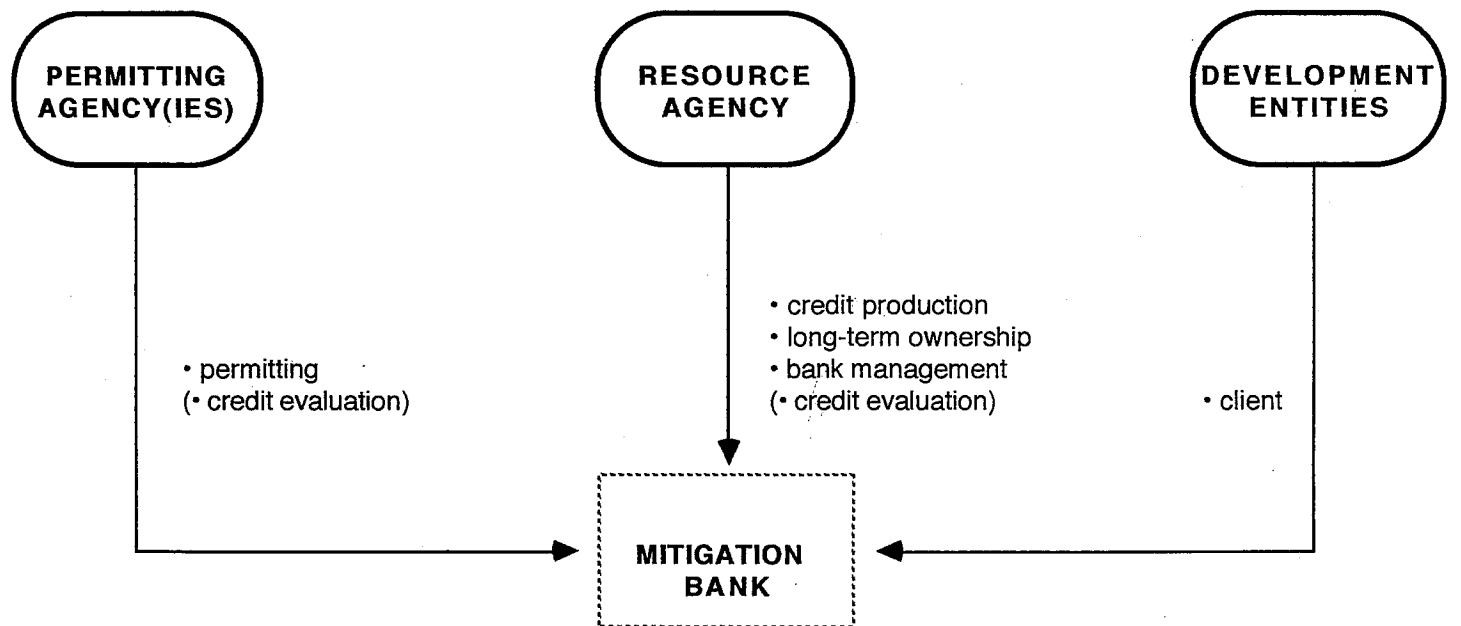 PERMITTING
AGENCY(IES)
RESOURCE
AGENCY
DEVELOPMENT
ENTITIES
• permitting
(• credit evaluation)
• credit production
• long-term ownership
• bank management
(• credit evaluation)
• client
MITIGATION
BANK